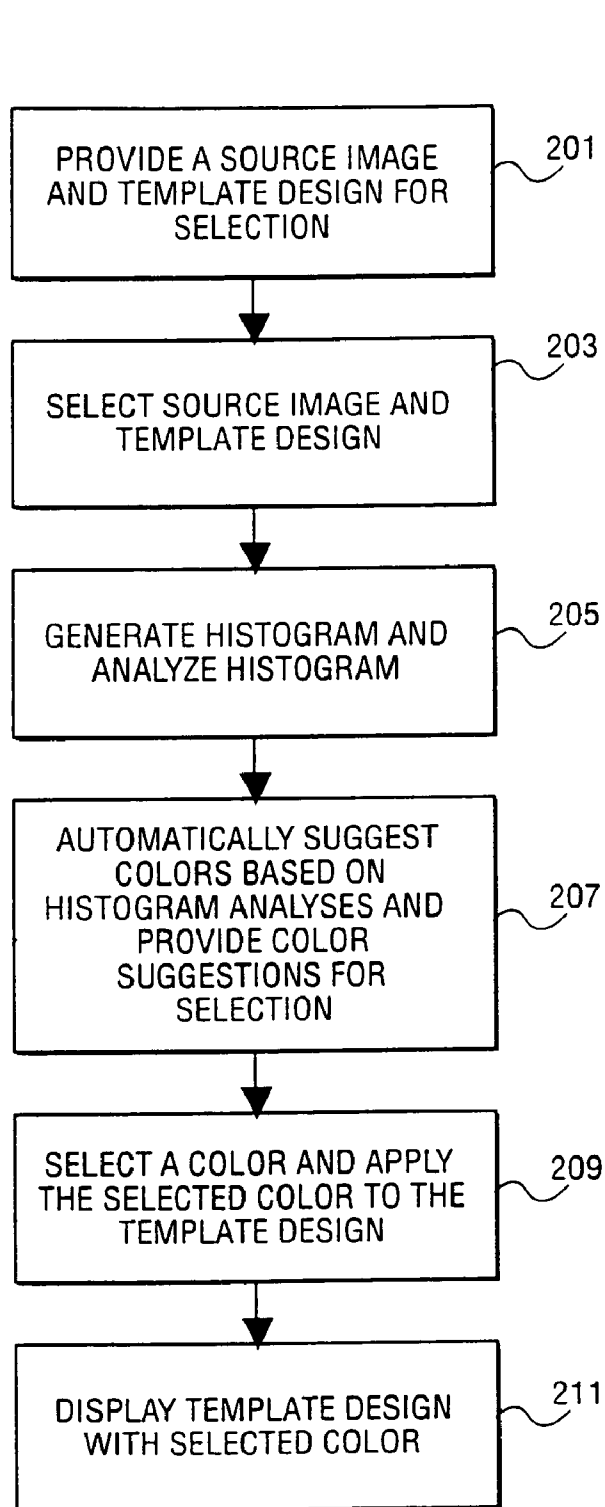 PROVIDE A SOURCE IMAGE
AND TEMPLATE DESIGN FOR
SELECTION
201
SELECT SOURCE IMAGE AND
TEMPLATE DESIGN
203
GENERATE HISTOGRAM AND
ANALYZE HISTOGRAM
205
AUTOMATICALLY SUGGEST
COLORS BASED ON
HISTOGRAM ANALYSES AND
PROVIDE COLOR
SUGGESTIONS FOR
SELECTION
207
SELECT A COLOR AND APPLY
THE SELECTED COLOR TO THE
TEMPLATE DESIGN
209
DISPLAY TEMPLATE DESIGN
WITH SELECTED COLOR
211